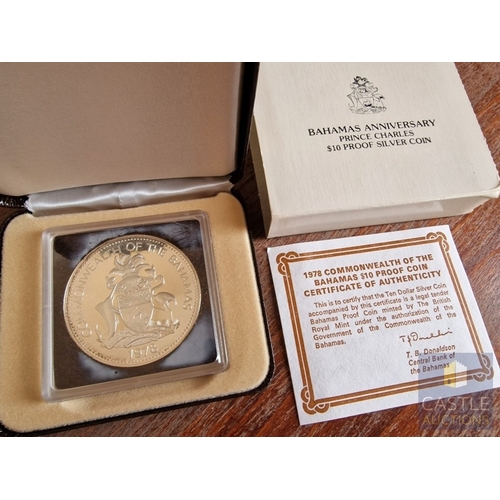 BAHAMAS ANNIVERSARY
PRINCE CHARLES
$10 PROOF SILVER COIN
COMMONWEALTH OF THE BAHAMAS
1978
1978 COMMONWEALTH OF THE
BAHAMAS $10 PROOF COIN
CERTIFICATE OF AUTHENTICITY
This is to certify that the Ten Dollar Silver Coin
accompanied by this certificate is a legal tender
Bahamas Proof Coin minted by The British
Royal Mint under the authorization of the
Government of the Commonwealth of the
Bahamas.
T. B. Donaldson
Central Bank of
the Bahamas
CASTLE
AUCTIONS